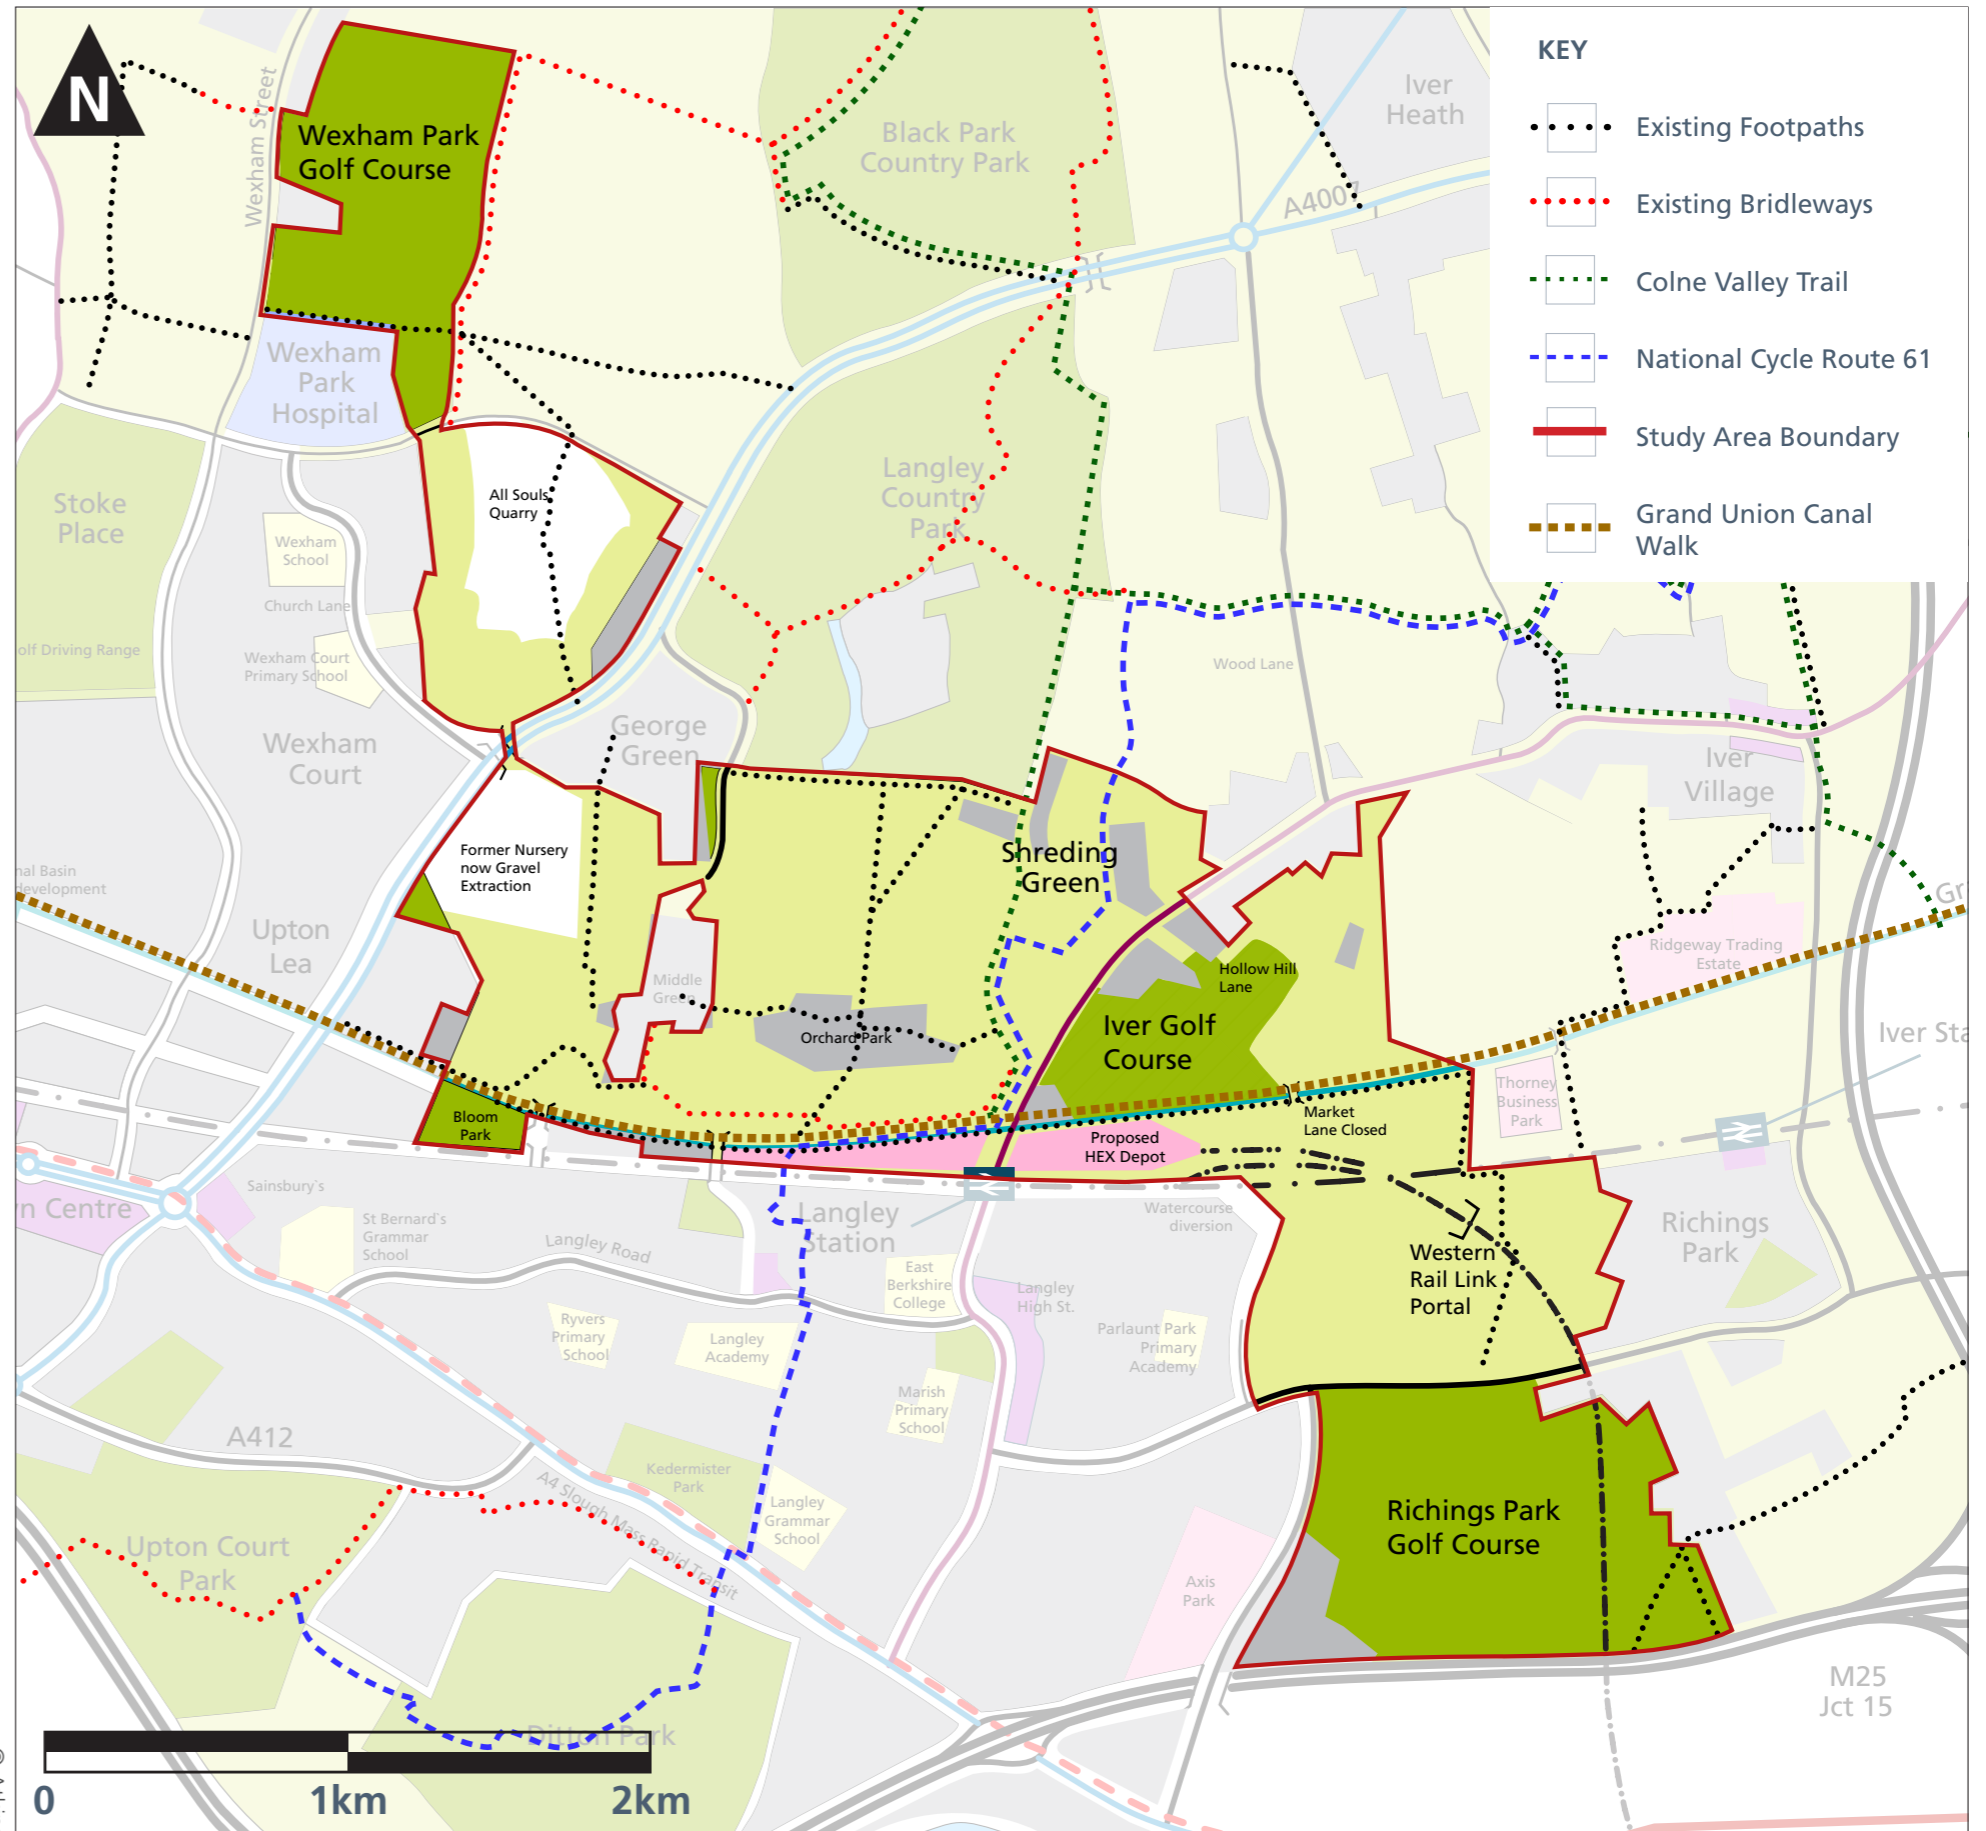 N
Wexham Street
Wexham Park
Golf Course
Black Park
Country Park
Iver
Heath
A4007
KEY
Existing Footpaths
Existing Bridleways
Colne Valley Trail
National Cycle Route 61
Study Area Boundary
Grand Union Canal
Walk
Wexham
Park
Hospital
Stoke
Place
All Souls
Quarry
Langley
Country
Park
Wexham
School
Church Lane
olf Driving Range
Wexham Court
Primary School
Wood Lane
George
Green
Wexham
Court
Iver
Village
Former Nursery
now Gravel
Extraction
Shreding
Green
nal Basin
development
Upton
Lea
Gr
Ridgeway Trading
Estate
Middle
Green
Hollow Hill
Lane
Orchard Park
Iver Golf
Course
Iver Sta
Thorney
Business
Park
Bloom
Park
Market
Lane Closed
Proposed
HEX Depot
Sainsbury`s
n Centre
St Bernard`s
Grammar
School
Langley Road
Langley
Station
Watercourse
diversion
Richings
Park
East
Berkshire
College
Langley
High St.
Western
Rail Link
Portal
Ryvers
Primary
School
Langley
Academy
Parlaunt Park
Primary
Academy
Marish
Primary
School
A412
Kedermister
Park
A4 Slough Mass Rapid Transit
Langley
Grammar
School
Richings Park
Golf Course
Upton Court
Park
Axis
Park
M25
Jct 15
Ditton Park
0
1km
2km